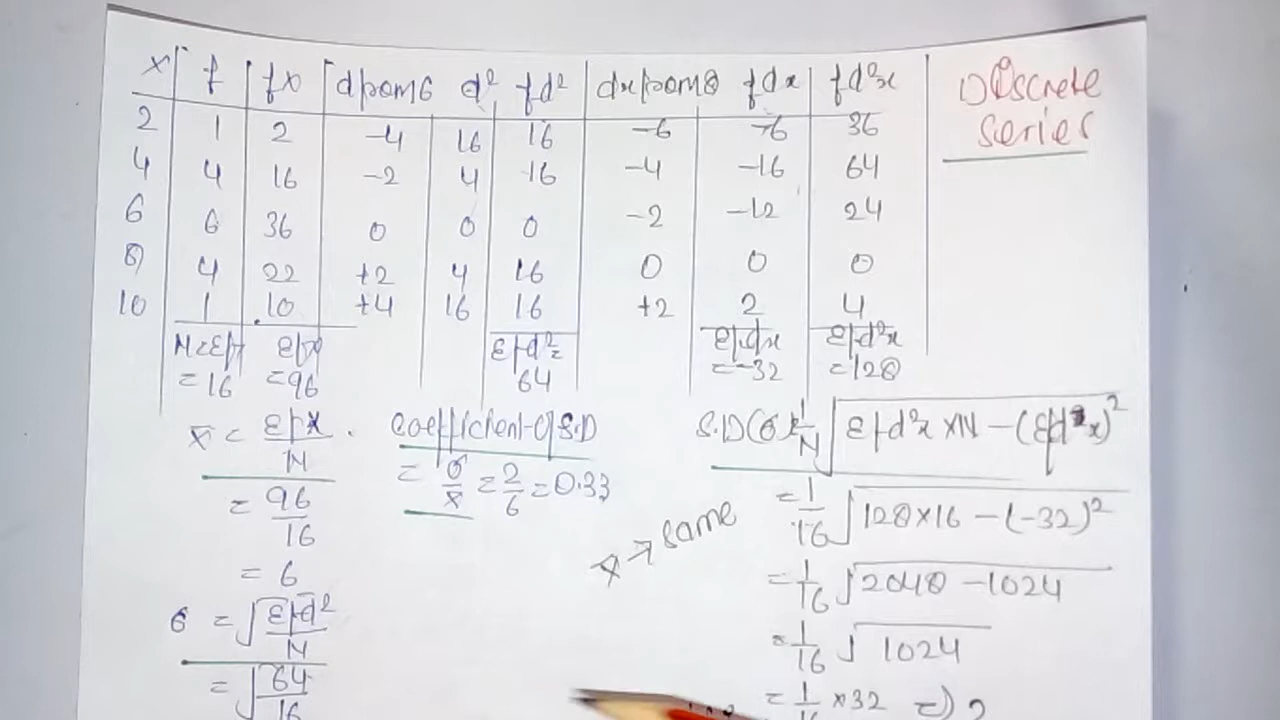 x f fx d from 6 d² fd² dx from 8 fdx fd²x
2 1 2 -4 16 16 -6 -6 36
4 4 16 -2 4 16 -4 -16 64
6 6 36 0 0 0 -2 -12 24
8 4 22 +2 4 16 0 0 0
10 1 10 +4 16 16 +2 2 4
N=Σf Σfx Σfd²= Σfdx Σfd²x
=16 =96 64 =-32 =128
Discrete
series
x̄ = Σfx/N
= 96/16
= 6
σ = √Σfd²/N
= √64/16
Coefficient of S.D
= σ/x̄ = 2/6 = 0.33
x̄ → same
S.D(σ)= 1/N √Σfd²x ×N - (Σfd²x)²
= 1/16 √128×16 - (-32)²
= 1/16 √2048 - 1024
= 1/16 √1024
= 1/16 ×32 => 2